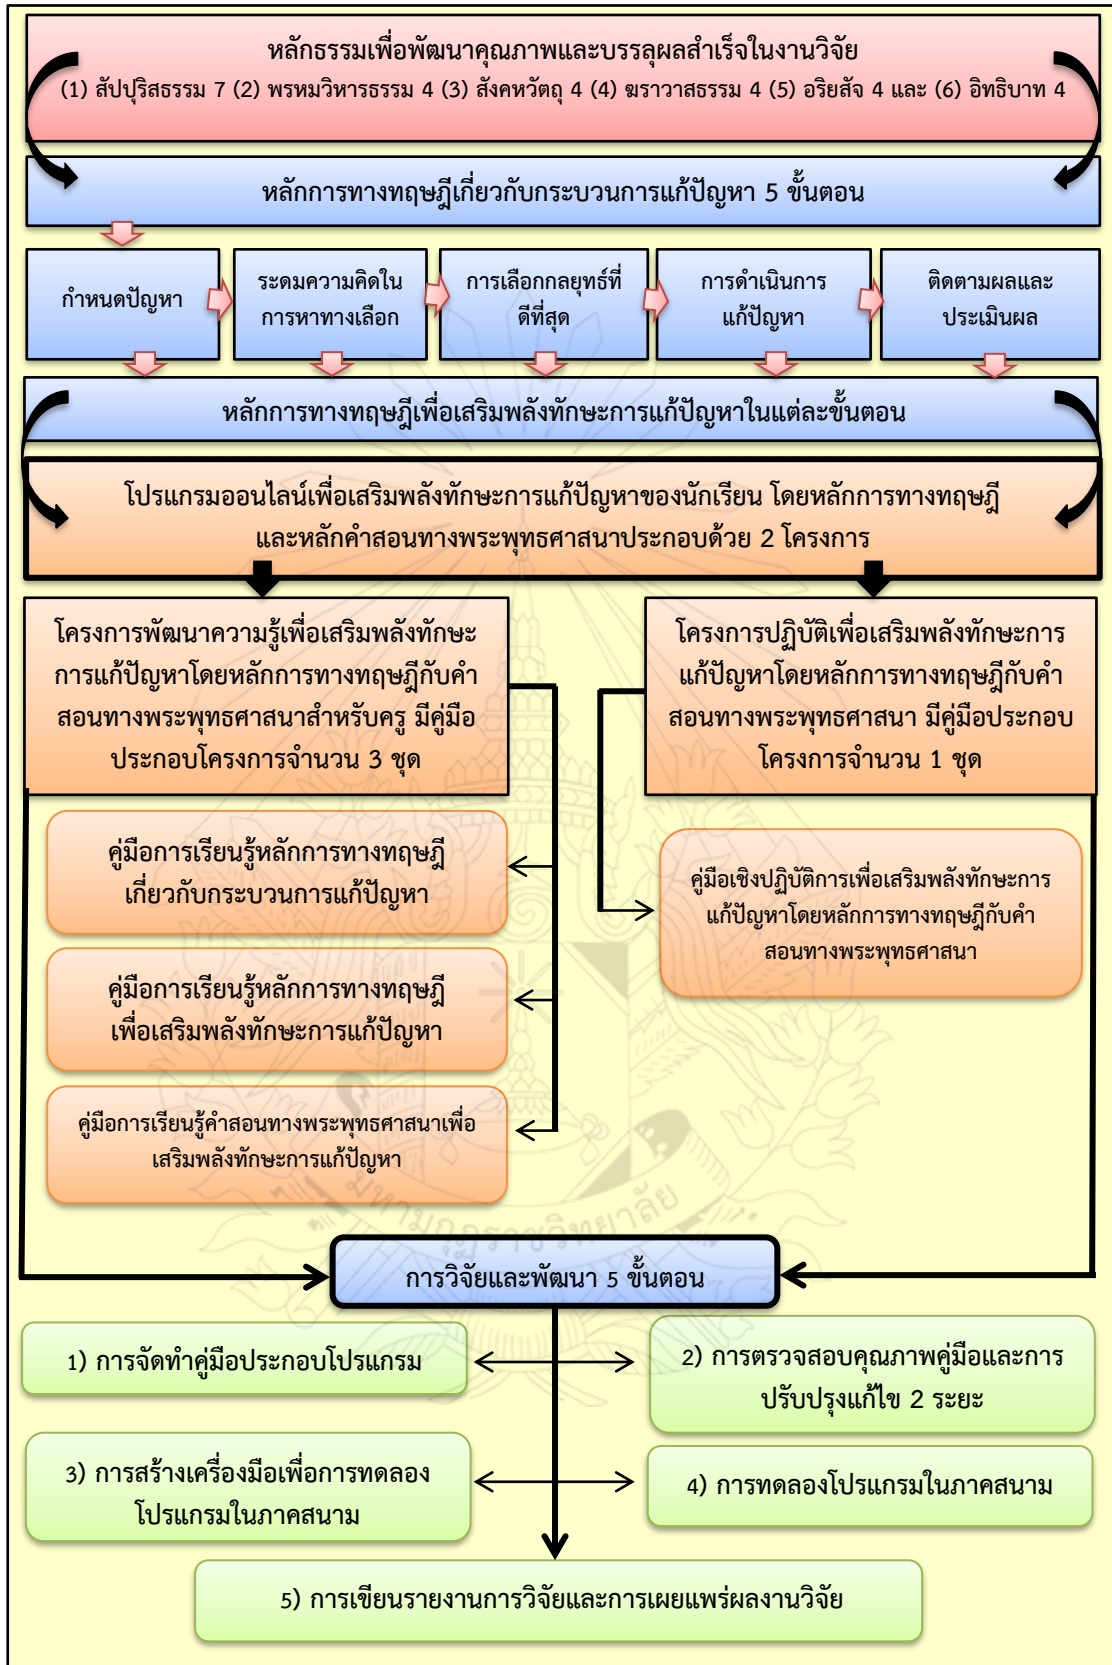 หลักธรรมเพื่อพัฒนาคุณภาพและบรรลุผลสำเร็จในงานวิจัย
(1) สัปปุริสธรรม 7 (2) พรหมวิหารธรรม 4 (3) สังคหวัตถุ 4 (4) ฆราวาสธรรม 4 (5) อริยสัจ 4 และ (6) อิทธิบาท 4
หลักการทางทฤษฎีเกี่ยวกับกระบวนการแก้ปัญหา 5 ขั้นตอน
กำหนดปัญหา
ระดมความคิดใน
การหาทางเลือก
การเลือกกลยุทธ์ที่
ดีที่สุด
การดำเนินการ
แก้ปัญหา
ติดตามผลและ
ประเมินผล
หลักการทางทฤษฎีเพื่อเสริมพลังทักษะการแก้ปัญหาในแต่ละขั้นตอน
โปรแกรมออนไลน์เพื่อเสริมพลังทักษะการแก้ปัญหาของนักเรียน โดยหลักการทางทฤษฎี
และหลักคำสอนทางพระพุทธศาสนาประกอบด้วย 2 โครงการ
โครงการพัฒนาความรู้เพื่อเสริมพลังทักษะ
การแก้ปัญหาโดยหลักการทางทฤษฎีกับคำ
สอนทางพระพุทธศาสนาสำหรับครู มีคู่มือ
ประกอบโครงการจำนวน 3 ชุด
โครงการปฏิบัติเพื่อเสริมพลังทักษะการ
แก้ปัญหาโดยหลักการทางทฤษฎีกับคำ
สอนทางพระพุทธศาสนา มีคู่มือประกอบ
โครงการจำนวน 1 ชุด
คู่มือการเรียนรู้หลักการทางทฤษฎี
เกี่ยวกับกระบวนการแก้ปัญหา
คู่มือเชิงปฏิบัติการเพื่อเสริมพลังทักษะการ
แก้ปัญหาโดยหลักการทางทฤษฎีกับคำ
สอนทางพระพุทธศาสนา
คู่มือการเรียนรู้หลักการทางทฤษฎี
เพื่อเสริมพลังทักษะการแก้ปัญหา
คู่มือการเรียนรู้คำสอนทางพระพุทธศาสนาเพื่อ
เสริมพลังทักษะการแก้ปัญหา
มหามกุฏราชวิทยาลัย
การวิจัยและพัฒนา 5 ขั้นตอน
1) การจัดทำคู่มือประกอบโปรแกรม
2) การตรวจสอบคุณภาพคู่มือและการ
ปรับปรุงแก้ไข 2 ระยะ
3) การสร้างเครื่องมือเพื่อการทดลอง
โปรแกรมในภาคสนาม
4) การทดลองโปรแกรมในภาคสนาม
5) การเขียนรายงานการวิจัยและการเผยแพร่ผลงานวิจัย